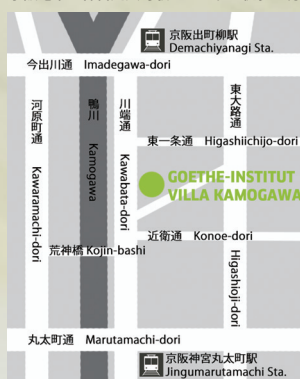 京阪出町柳駅
Demachiyanagi Sta.
今出川通 Imadegawa-dori
河原町通 Kawaramachi-dori
鴨川 Kamogawa
川端通 Kawabata-dori
東大路通 Higashioji-dori
東一条通 Higashiichijo-dori
GOETHE-INSTITUT
VILLA KAMOGAWA
近衛通 Konoe-dori
荒神橋 Kojin-bashi
丸太町通 Marutamachi-dori
京阪神宮丸太町駅
Jingumarutamachi Sta.